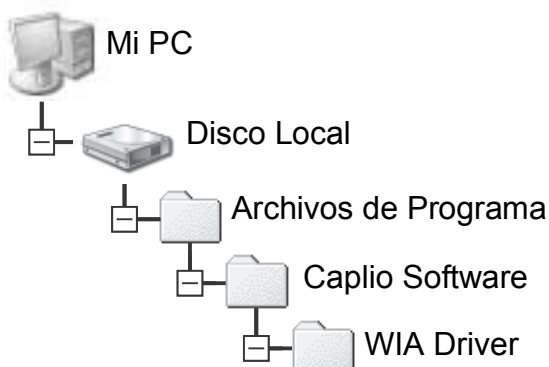 Mi PC
Disco Local
Archivos de Programa
Caplio Software
WIA Driver